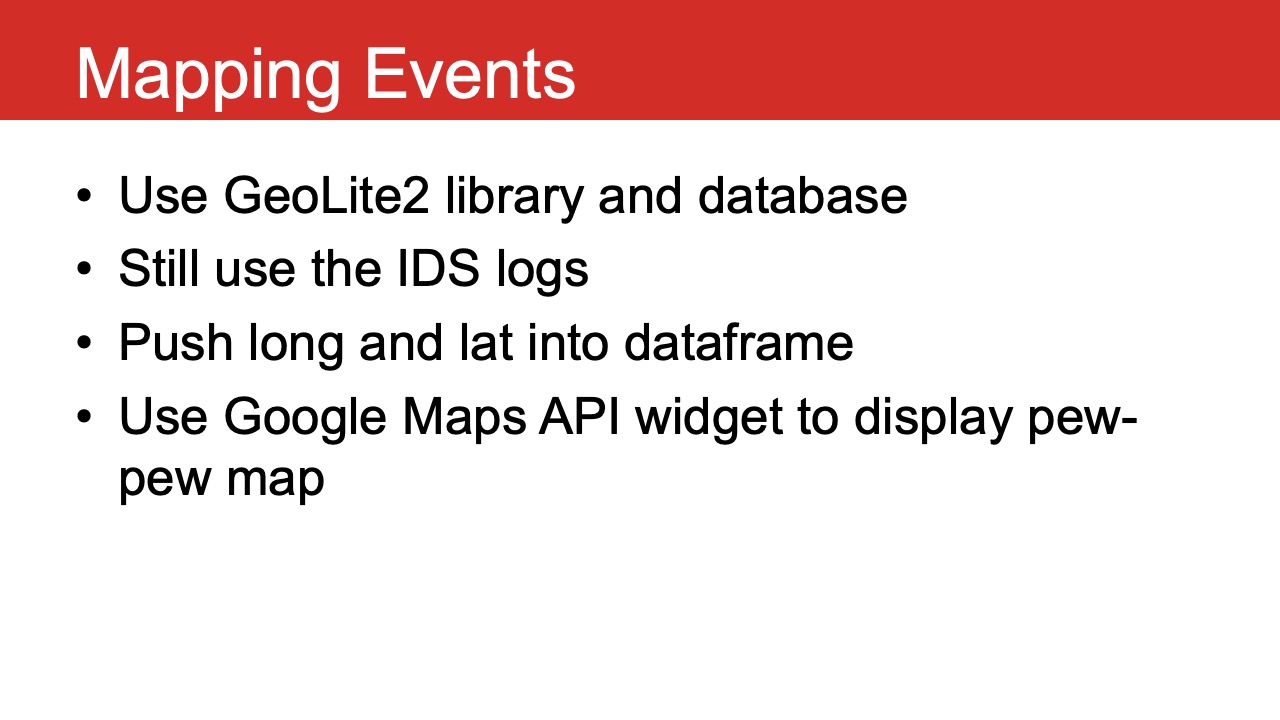 Mapping Events
• Use GeoLite2 library and database
• Still use the IDS logs
• Push long and lat into dataframe
• Use Google Maps API widget to display pew-
pew map